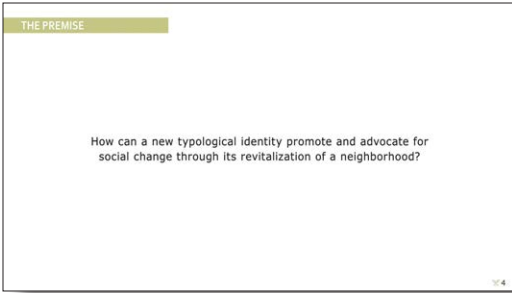 THE PREMISE
How can a new typological identity promote and advocate for
social change through its revitalization of a neighborhood?
4